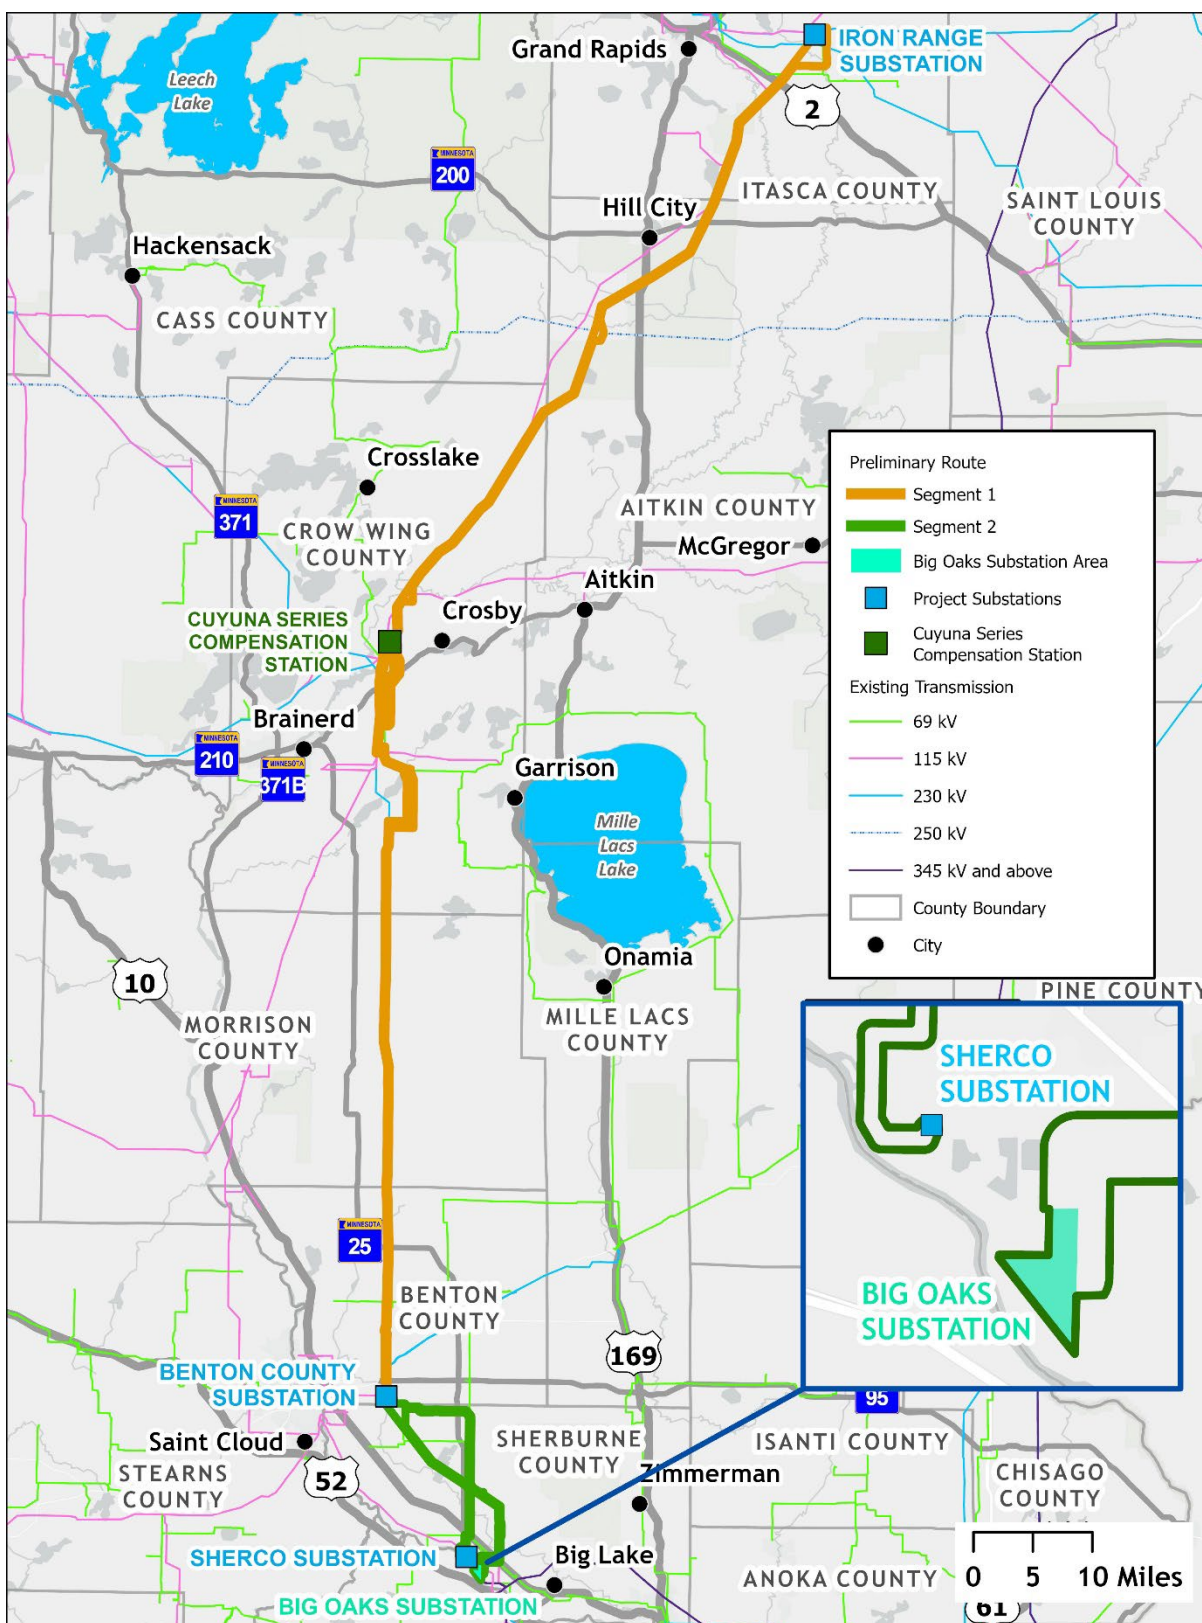 Grand Rapids
IRON RANGE
SUBSTATION
Leech
Lake
2
MINNESOTA
200
ITASCA COUNTY
SAINT LOUIS
COUNTY
Hill City
Hackensack
CASS COUNTY
Crosslake
MINNESOTA
371
CROW WING
COUNTY
AITKIN COUNTY
McGregor
Aitkin
Crosby
CUYUNA SERIES
COMPENSATION
STATION
Brainerd
MINNESOTA
210
MINNESOTA
371B
Garrison
Mille
Lacs
Lake
Onamia
10
MORRISON
COUNTY
MILLE LACS
COUNTY
PINE COUNTY
Preliminary Route
Segment 1
Segment 2
Big Oaks Substation Area
Project Substations
Cuyuna Series
Compensation Station
Existing Transmission
69 kV
115 kV
230 kV
250 kV
345 kV and above
County Boundary
City
SHERCO
SUBSTATION
BIG OAKS
SUBSTATION
MINNESOTA
25
BENTON
COUNTY
169
BENTON COUNTY
SUBSTATION
95
Saint Cloud
STEARNS
COUNTY
52
SHERBURNE
COUNTY
ISANTI COUNTY
Zimmerman
CHISAGO
COUNTY
SHERCO SUBSTATION
Big Lake
BIG OAKS SUBSTATION
ANOKA COUNTY
0 5 10 Miles
61